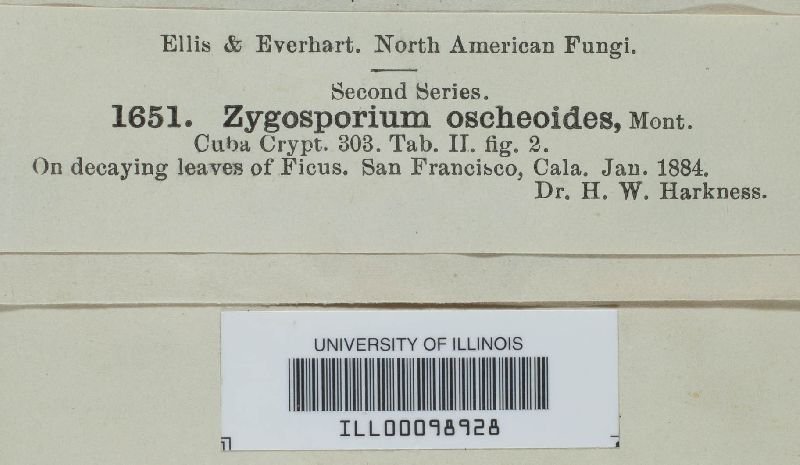 Ellis & Everhart. North American Fungi.
Second Series.
1651. Zygosporium oscheoides, Mont.
Cuba Crypt. 303. Tab. II. fig. 2.
On decaying leaves of Ficus. San Francisco, Cala. Jan. 1884.
Dr. H. W. Harkness.
UNIVERSITY OF ILLINOIS
ILL00098928